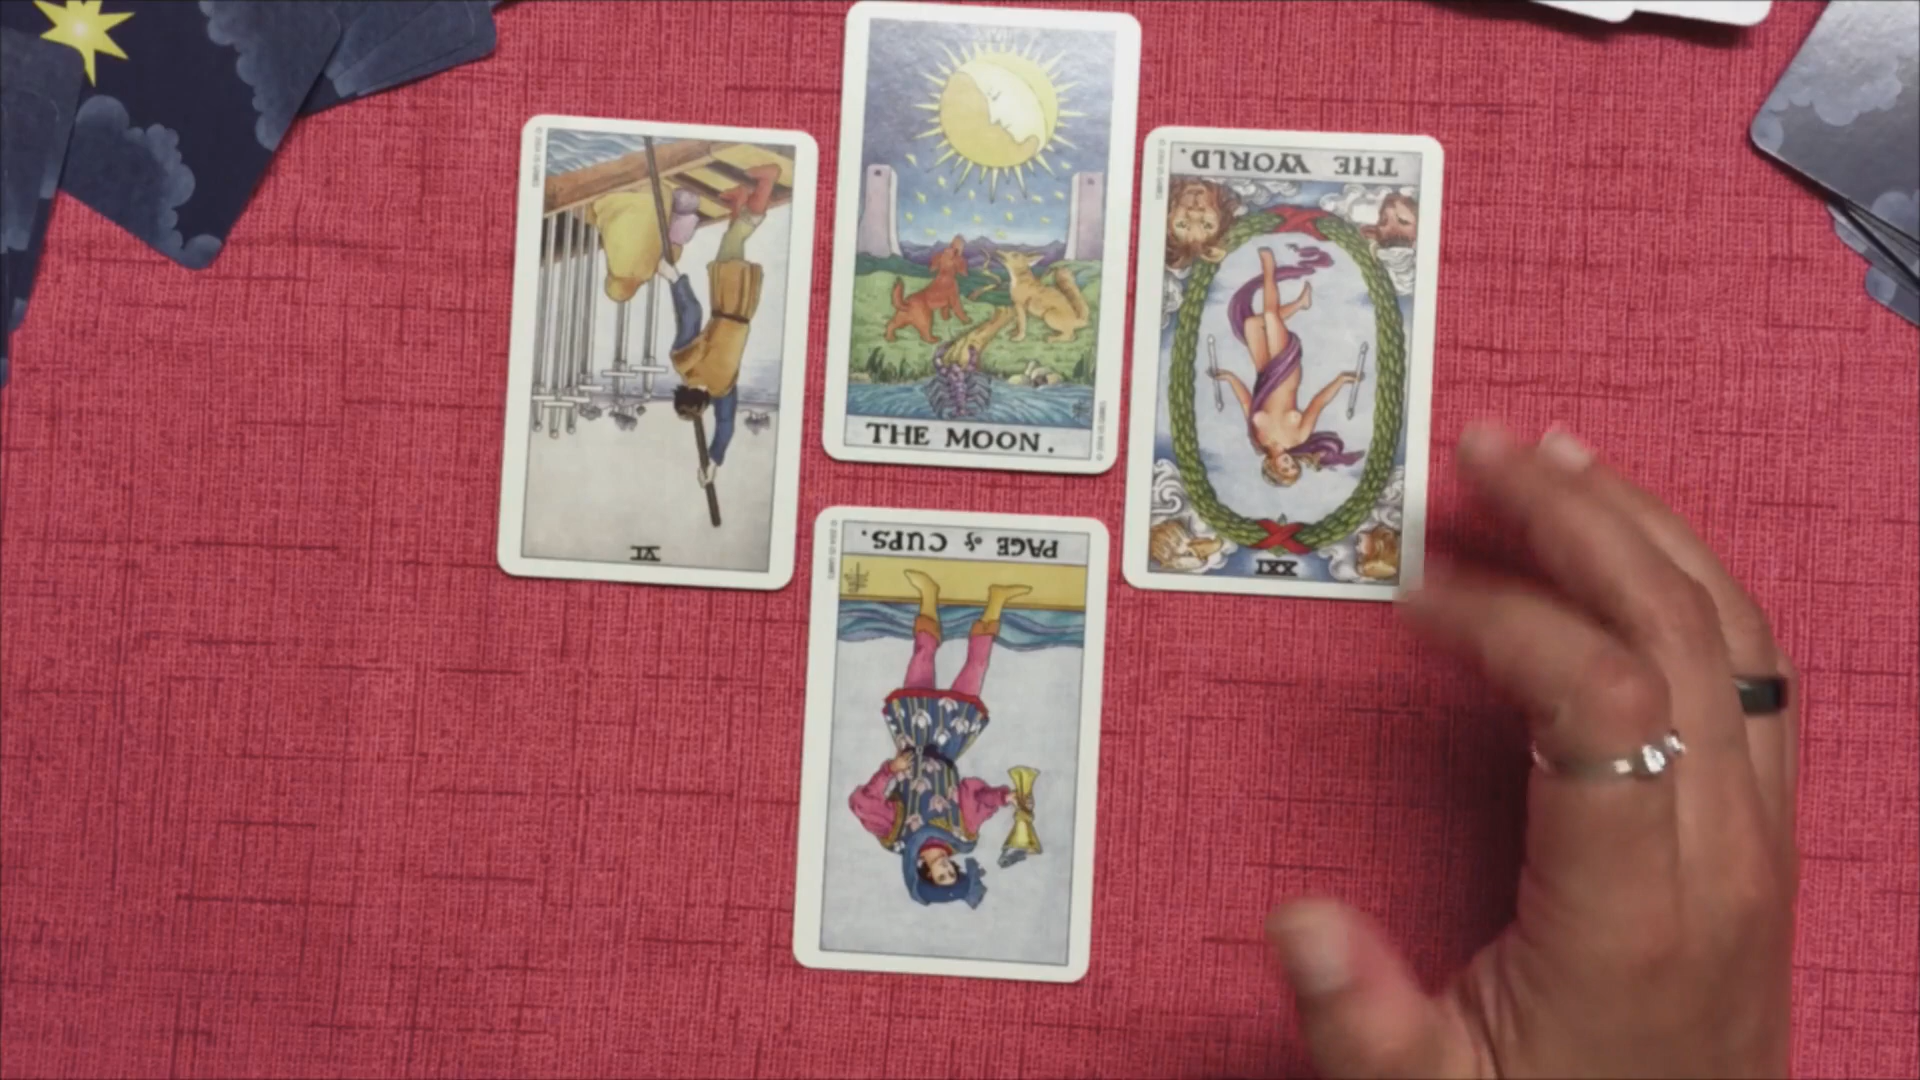 THE MOON.
THE WORLD.
VI
XXI
PAGE of CUPS.